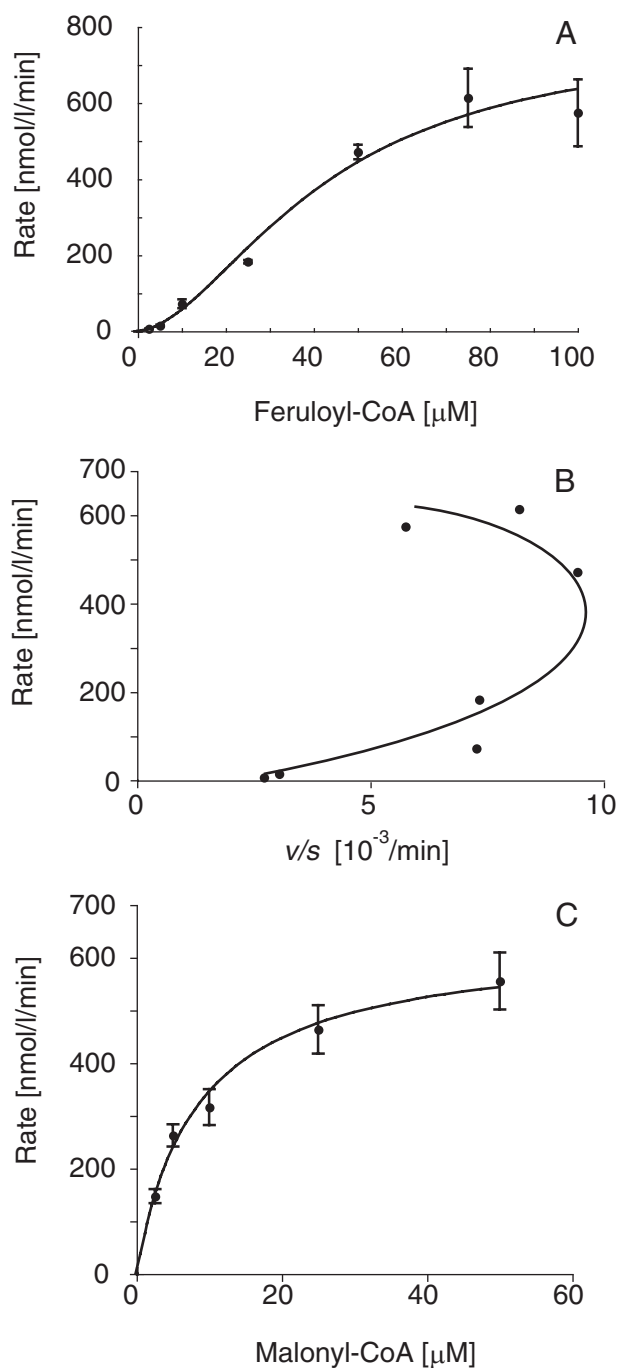 A
800
600
400
200
0
Rate [nmol/l/min]
0 20 40 60 80 100
Feruloyl-CoA [μM]
B
700
600
400
200
0
Rate [nmol/l/min]
0 5 10
v/s [10⁻³/min]
C
700
600
400
200
0
Rate [nmol/l/min]
0 20 40 60
Malonyl-CoA [μM]